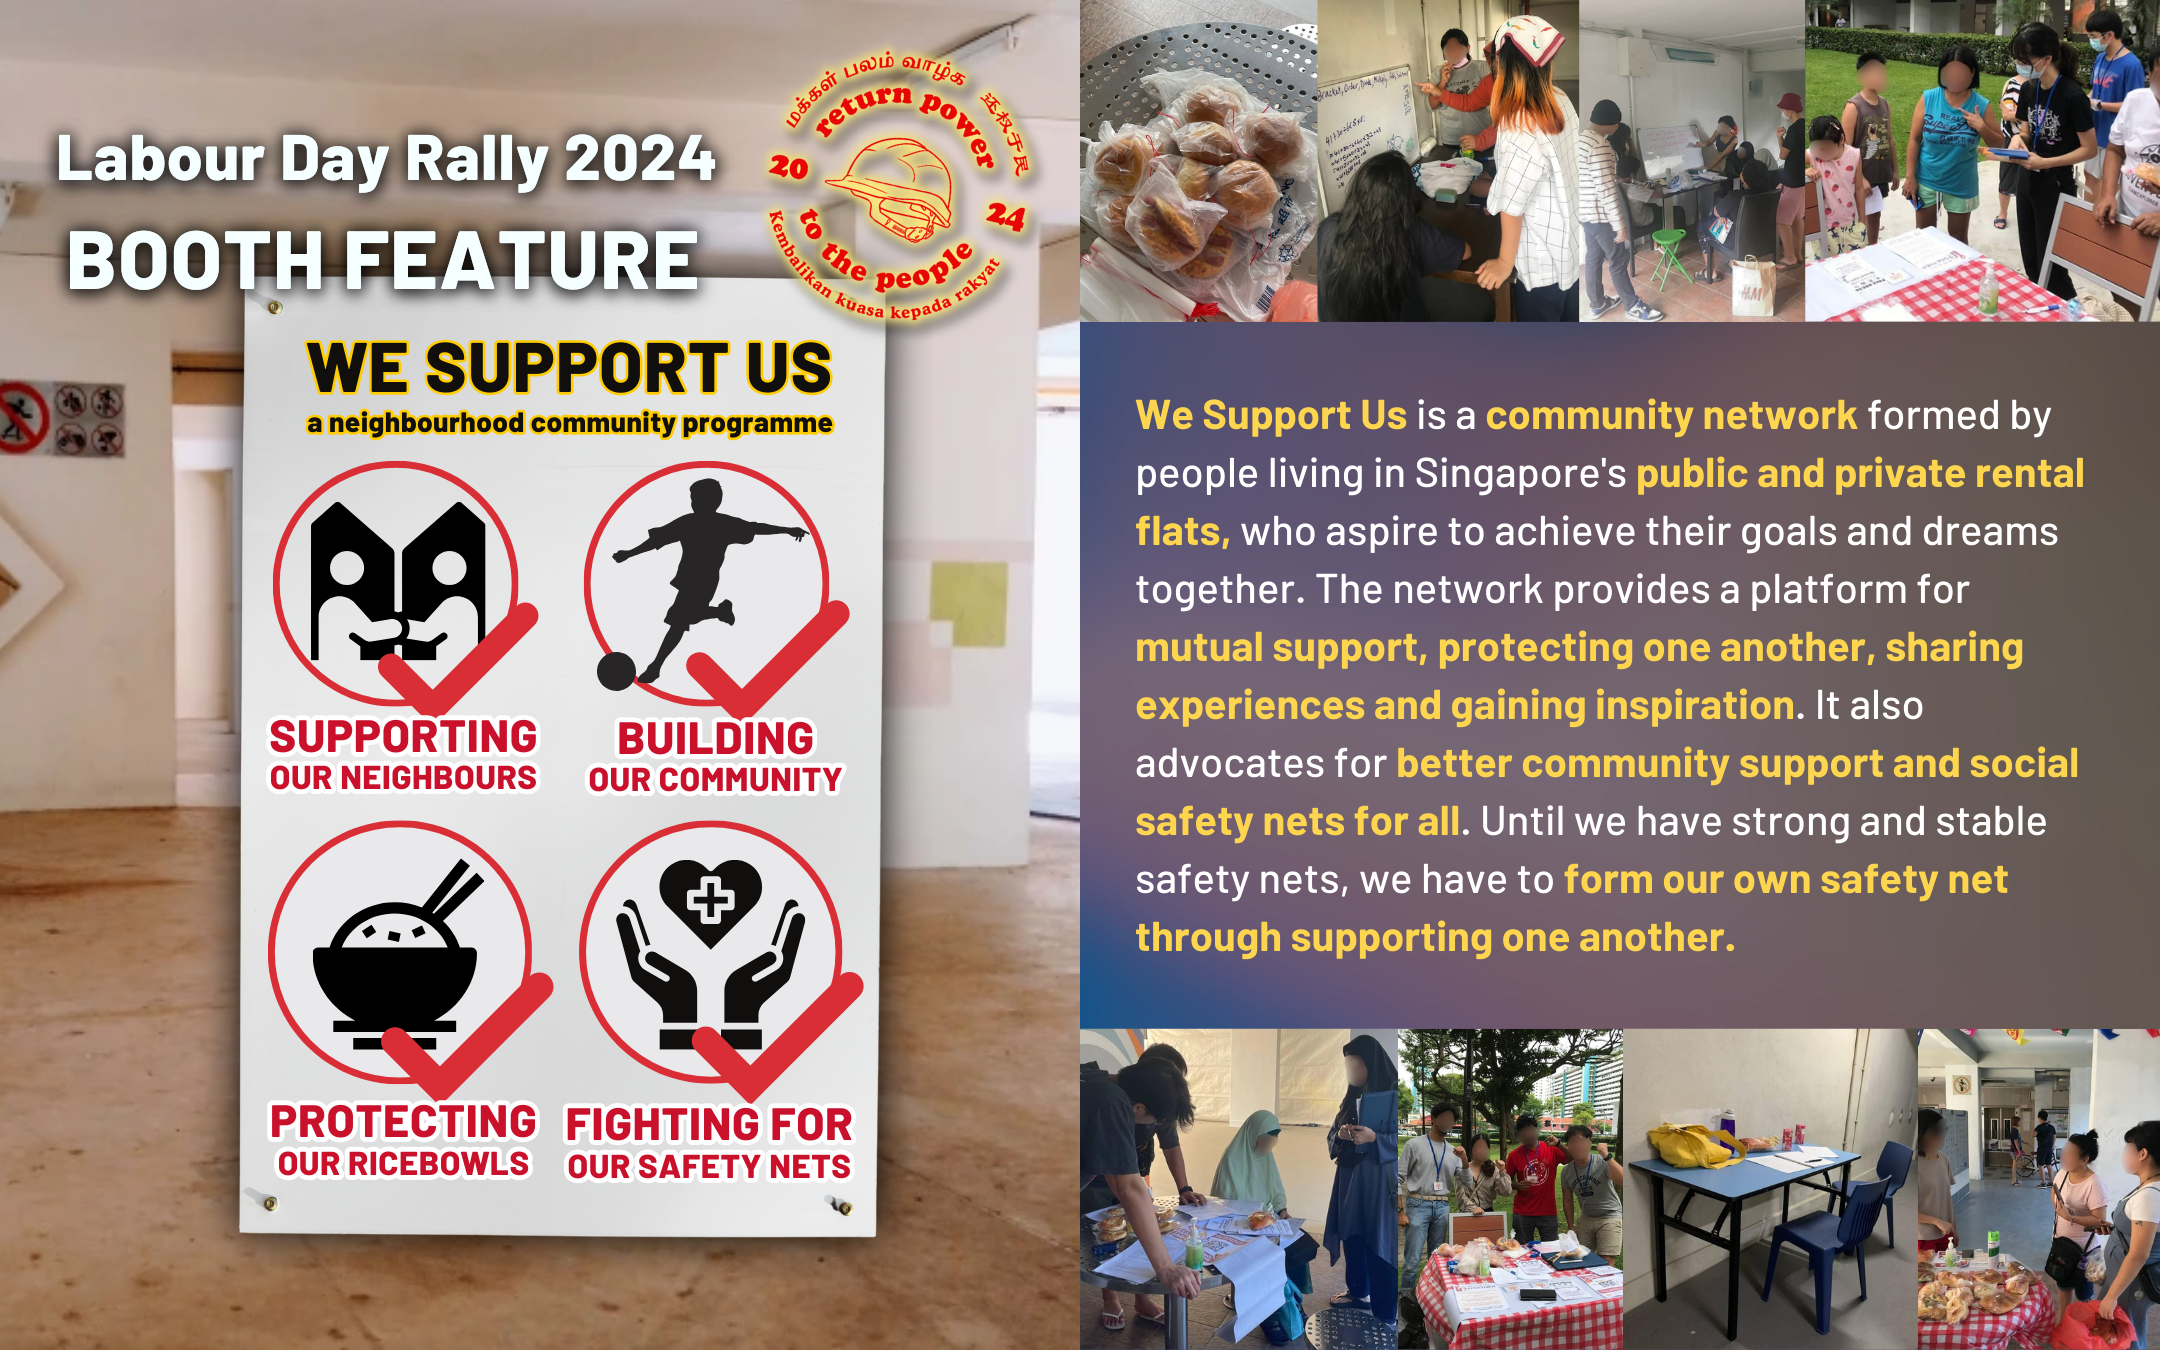 Labour Day Rally 2024
BOOTH FEATURE
மக்கள் பலம் வாழ்க
还权于民
return power
20
24
to the people
Kembalikan kuasa kepada rakyat
WE SUPPORT US
a neighbourhood community programme
SUPPORTING
OUR NEIGHBOURS
BUILDING
OUR COMMUNITY
PROTECTING
OUR RICEBOWLS
FIGHTING FOR
OUR SAFETY NETS
We Support Us is a community network formed by
people living in Singapore's public and private rental
flats, who aspire to achieve their goals and dreams
together. The network provides a platform for
mutual support, protecting one another, sharing
experiences and gaining inspiration. It also
advocates for better community support and social
safety nets for all. Until we have strong and stable
safety nets, we have to form our own safety net
through supporting one another.
H&M